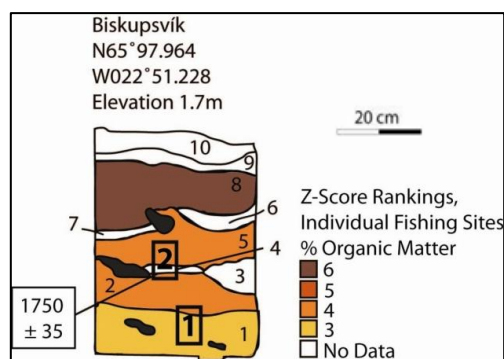 Biskupsvík
N65°97.964
W022°51.228
Elevation 1.7m
20 cm
10
9
8
7
6
5
4
2
3
2
1750
± 35
1
1
Z-Score Rankings,
Individual Fishing Sites
% Organic Matter
6
5
4
3
No Data